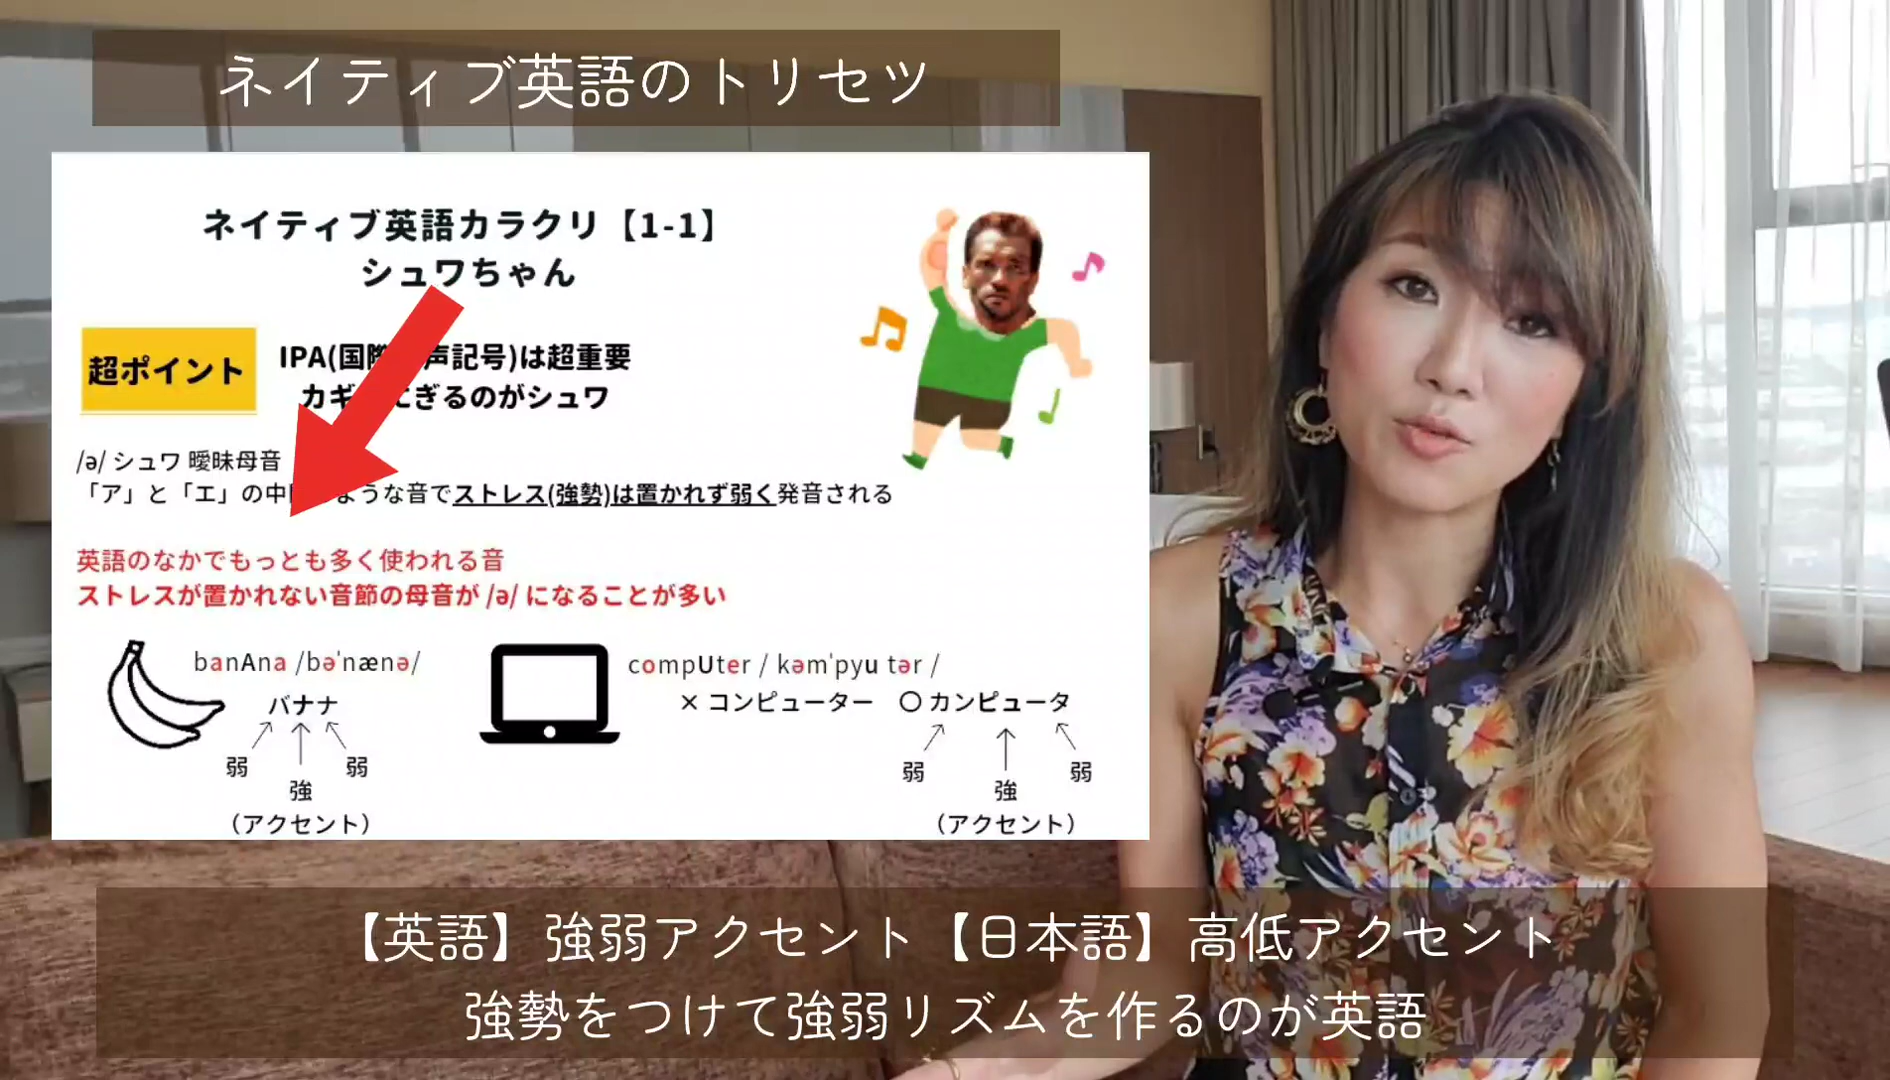 ネイティブ英語のトリセツ
ネイティブ英語カラクリ【1-1】
シュワちゃん
超ポイント
IPA(国際 声記号)は超重要
カギ にぎるのがシュワ
/ə/ シュワ 曖昧母音
「ア」と「エ」の中 ような音でストレス(強勢)は置かれず弱く発音される
英語のなかでもっとも多く使われる音
ストレスが置かれない音節の母音が /ə/ になることが多い
banAna /bəˈnænə/
バナナ
弱
弱
強
(アクセント)
compUter / kəmˈpyu tər /
× コンピューター 〇 カンピュータ
弱
弱
強
(アクセント)
【英語】強弱アクセント【日本語】高低アクセント
強勢をつけて強弱リズムを作るのが英語